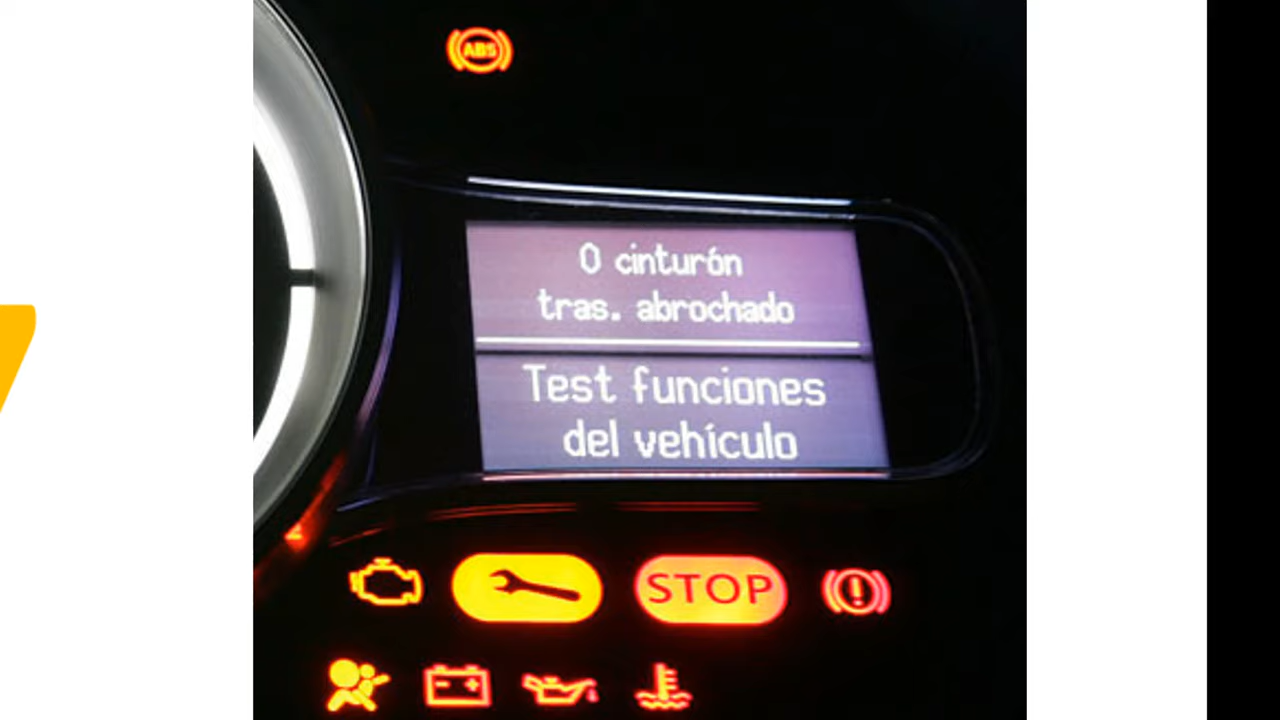 ABS
0 cinturón
tras. abrochado
Test funciones
del vehículo
STOP